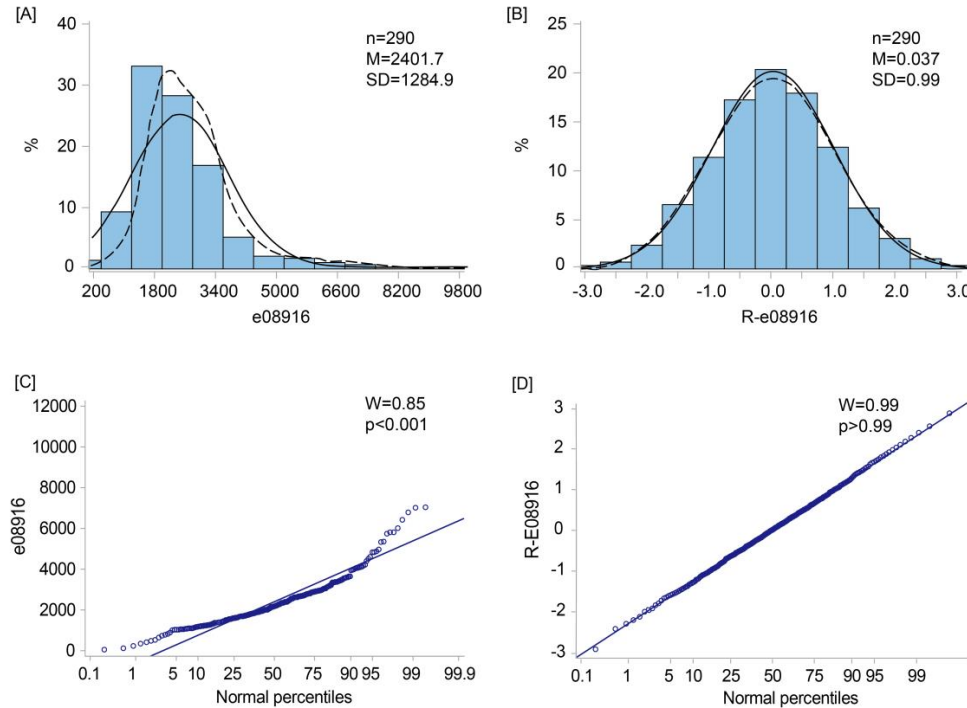 [A]
n=290
M=2401.7
SD=1284.9
40
30
20
10
0
%
200 1800 3400 5000 6600 8200 9800
e08916
[B]
n=290
M=0.037
SD=0.99
25
20
15
10
5
0
%
-3.0 -2.0 -1.0 0.0 1.0 2.0 3.0
R-e08916
[C]
W=0.85
p<0.001
12000
10000
8000
6000
4000
2000
0
e08916
0.1 1 5 10 25 50 75 90 95 99 99.9
Normal percentiles
[D]
W=0.99
p>0.99
3
2
1
0
-1
-2
-3
R-E08916
0.1 1 5 10 25 50 75 90 95 99
Normal percentiles